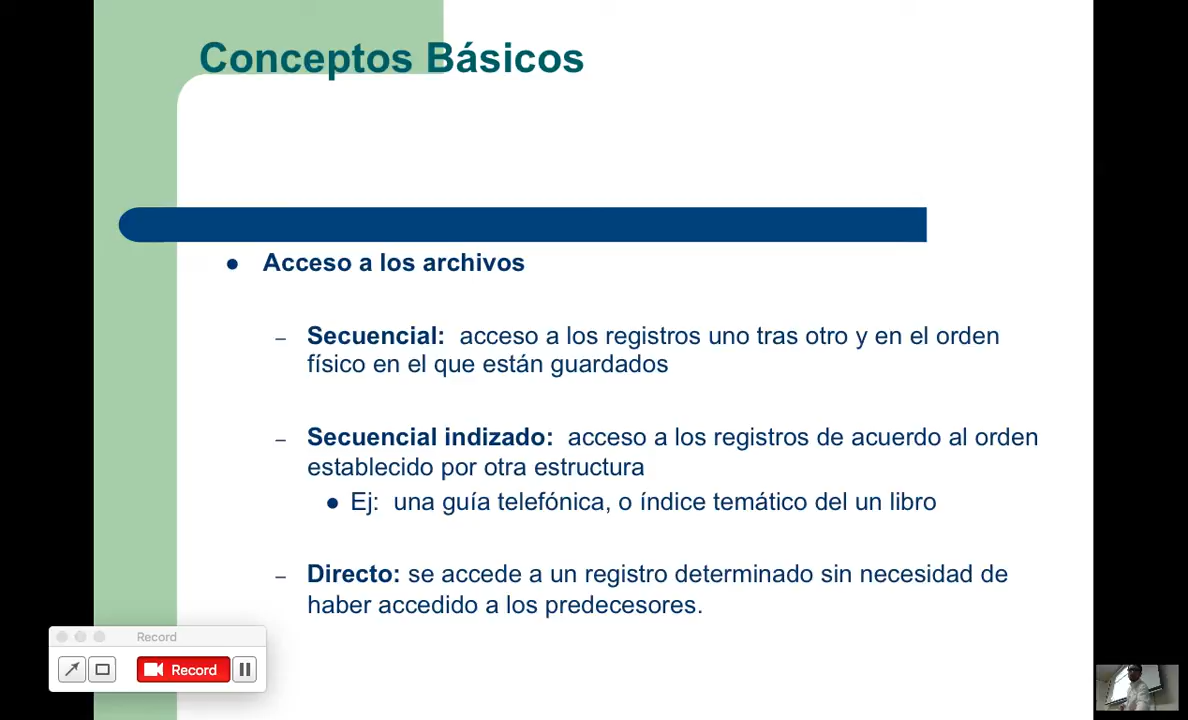 Conceptos Básicos
● Acceso a los archivos
– Secuencial: acceso a los registros uno tras otro y en el orden
físico en el que están guardados
– Secuencial indizado: acceso a los registros de acuerdo al orden
establecido por otra estructura
● Ej: una guía telefónica, o índice temático del un libro
– Directo: se accede a un registro determinado sin necesidad de
haber accedido a los predecesores.
Record
Record